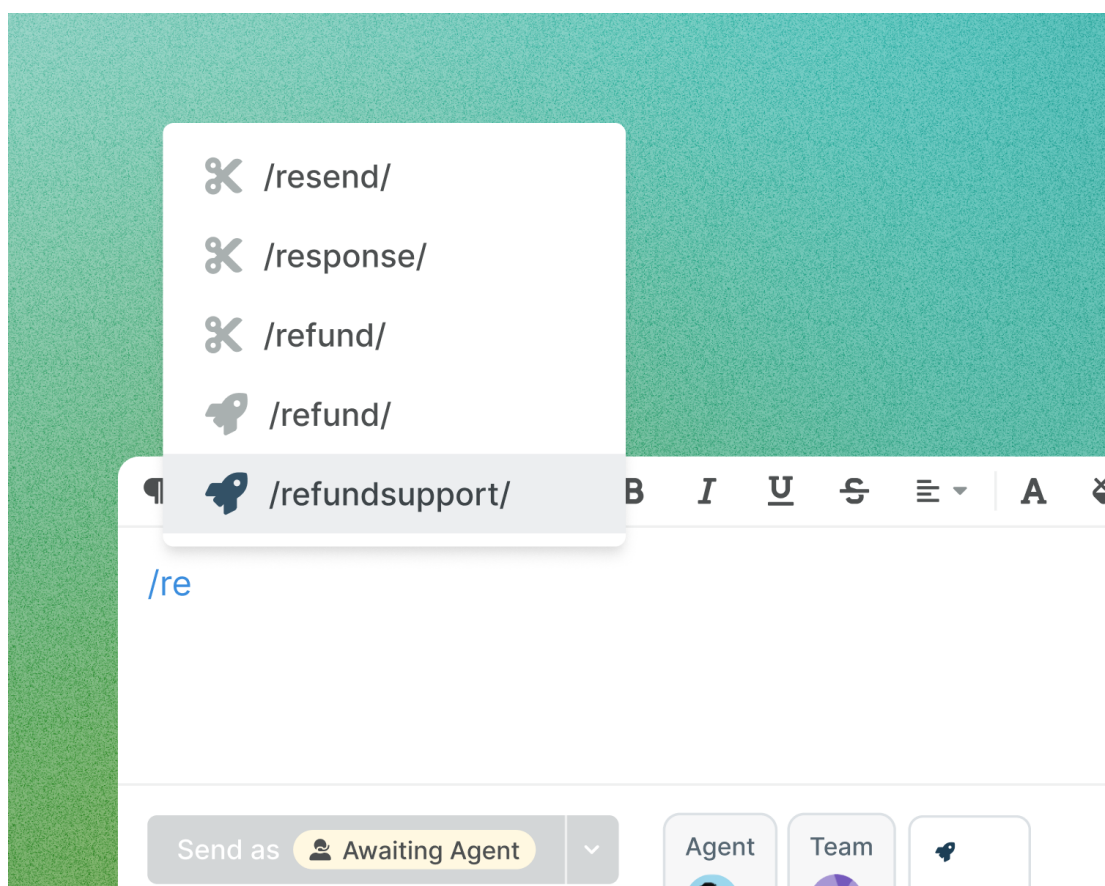 /resend/
/response/
/refund/
/refund/
/refundsupport/
B I U S A
/re
Send as Awaiting Agent
Agent
Team